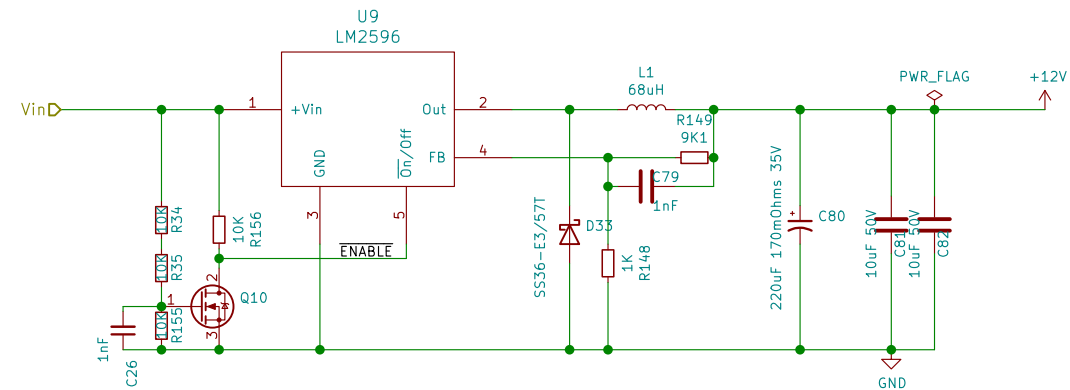 U9
LM2596
Vin
1
+Vin
Out
2
L1
68uH
PWR_FLAG
+12V
R149
9K1
FB
4
GND
On/Off
3
5
C79
1nF
10K
R34
10K
R156
ENABLE
10K
R35
SS36-E3/57T
D33
1K
R148
220uF 170mOhms 35V
+
C80
10uF 50V
C81
10uF 50V
C82
2
Q10
1
3
10K
R155
1nF
C26
GND